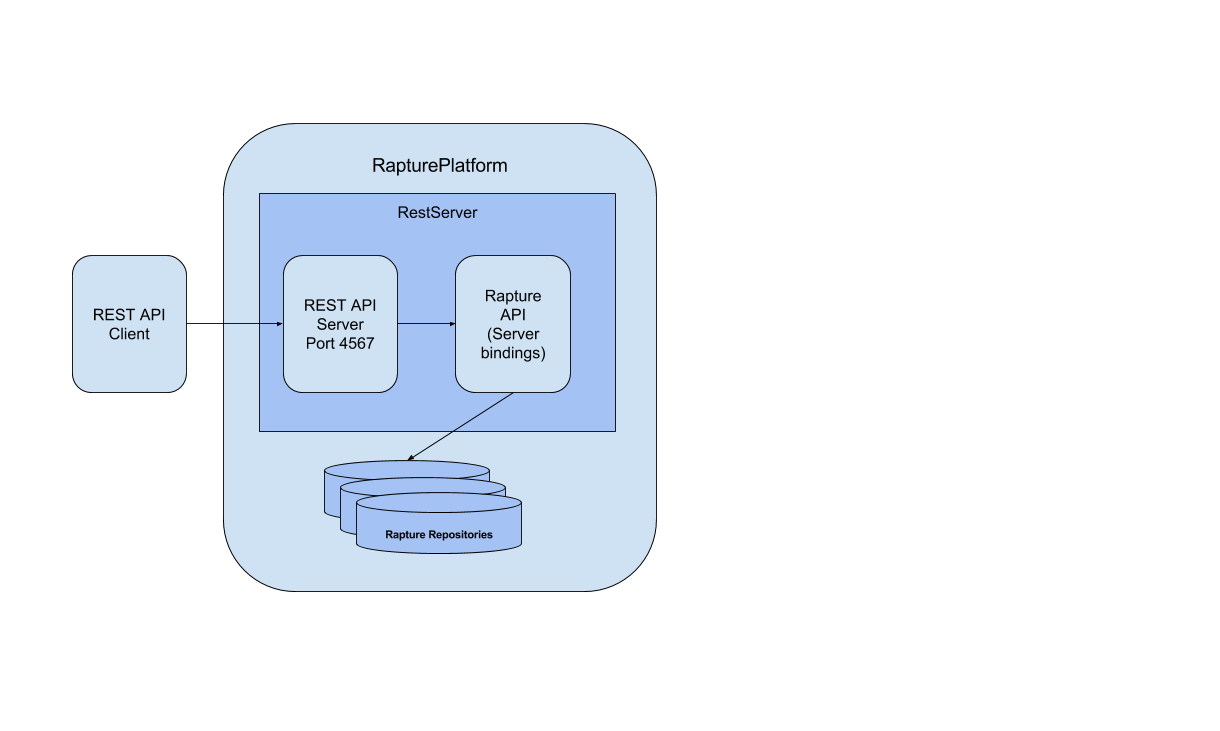 RapturePlatform
RestServer
REST API
Client
REST API
Server
Port 4567
Rapture
API
(Server
bindings)
Rapture Repositories